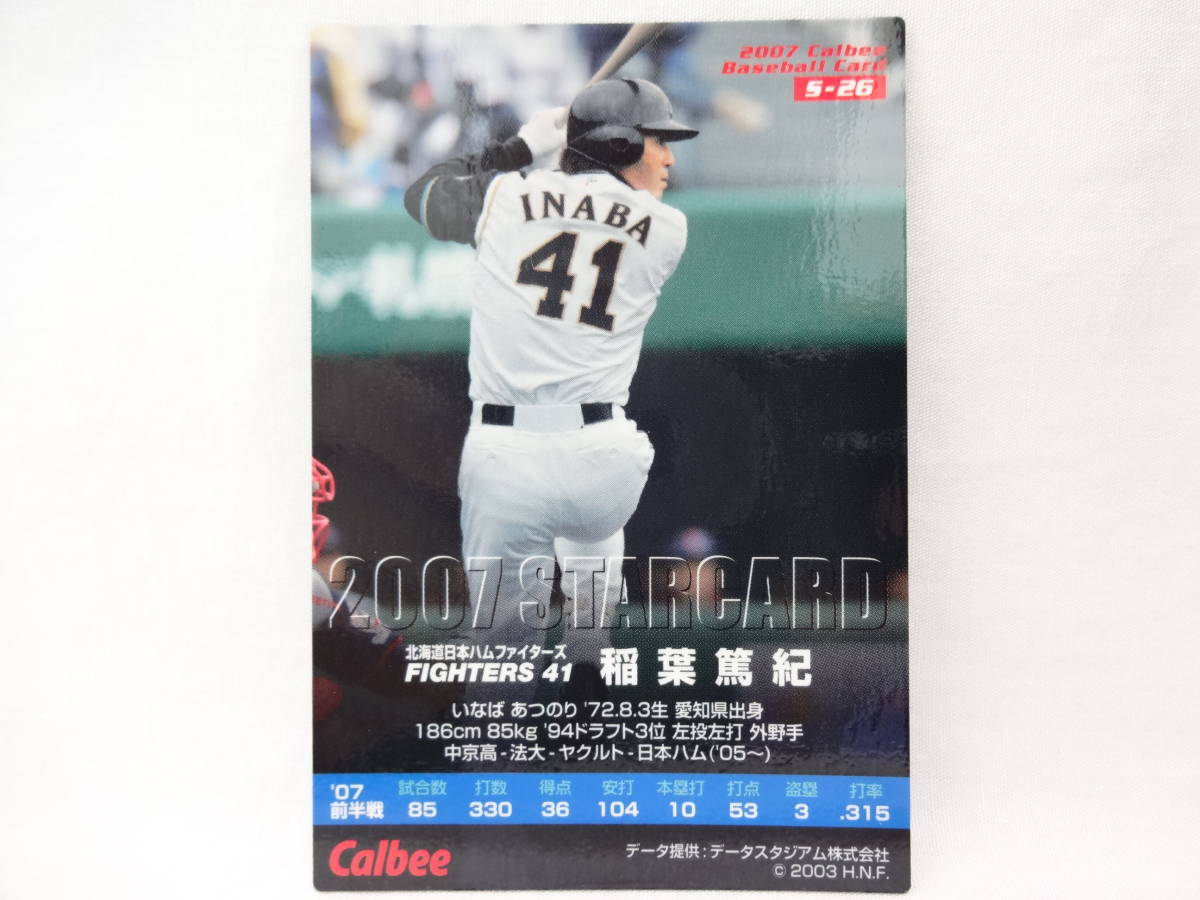 2007 Calbee
Baseball Card
S-26
INABA
41
2007 STARCARD
北海道日本ハムファイターズ
FIGHTERS 41 稲葉篤紀
いなば あつのり '72.8.3生 愛知県出身
186cm 85kg '94ドラフト3位 左投左打 外野手
中京高-法大-ヤクルト-日本ハム('05～)
'07 試合数 打数 得点 安打 本塁打 打点 盗塁 打率
前半戦 85 330 36 104 10 53 3 .315
Calbee データ提供:データスタジアム株式会社
© 2003 H.N.F.